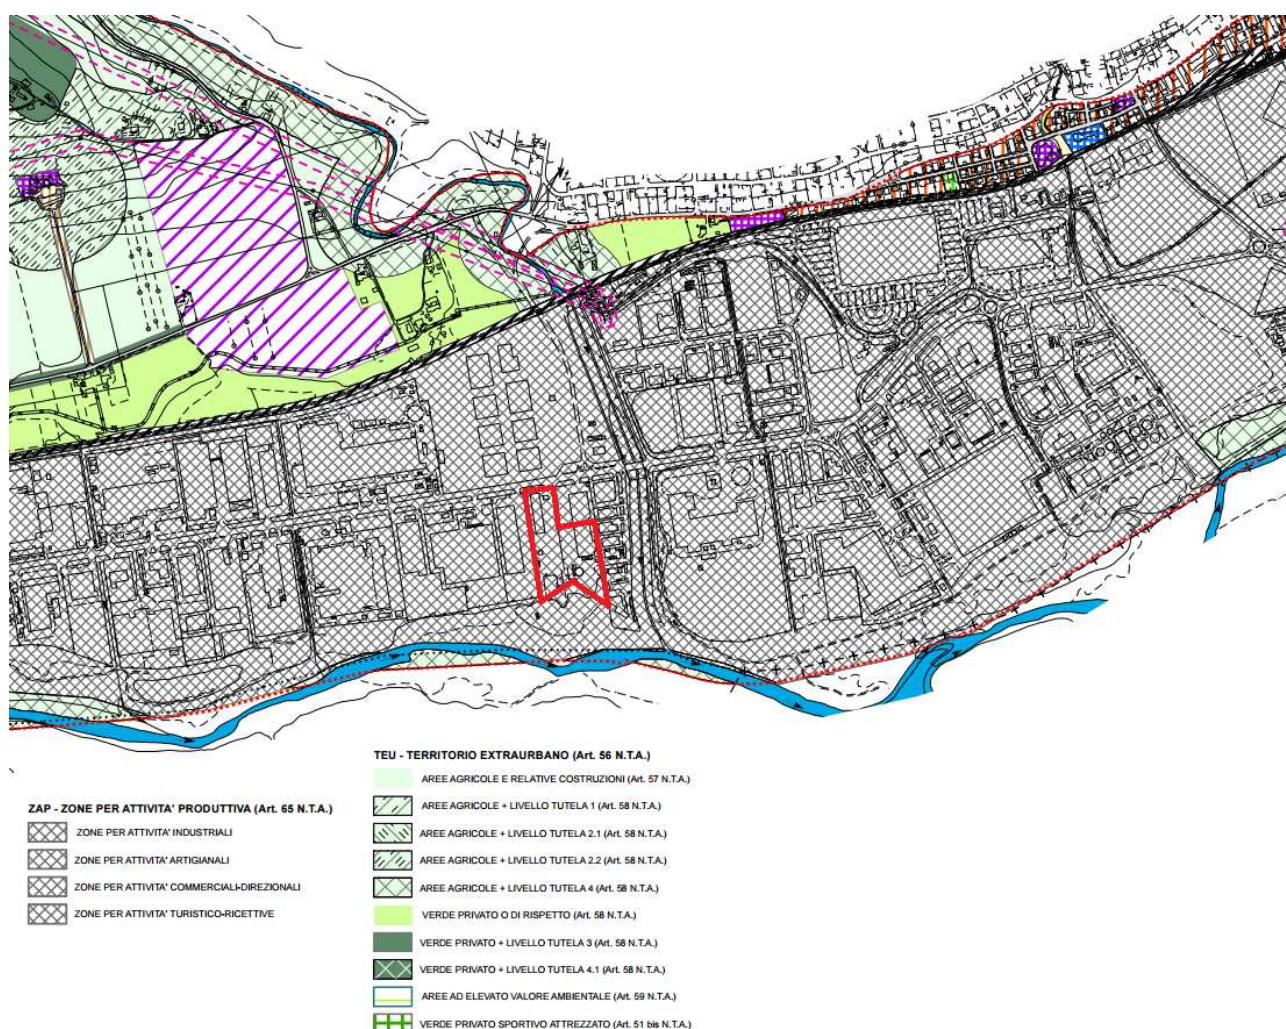 ZAP - ZONE PER ATTIVITA' PRODUTTIVA (Art. 65 N.T.A.)
ZONE PER ATTIVITA' INDUSTRIALI
ZONE PER ATTIVITA' ARTIGIANALI
ZONE PER ATTIVITA' COMMERCIALI-DIREZIONALI
ZONE PER ATTIVITA' TURISTICO-RICETTIVE
TEU - TERRITORIO EXTRAURBANO (Art. 56 N.T.A.)
AREE AGRICOLE E RELATIVE COSTRUZIONI (Art. 57 N.T.A.)
AREE AGRICOLE + LIVELLO TUTELA 1 (Art. 58 N.T.A.)
AREE AGRICOLE + LIVELLO TUTELA 2.1 (Art. 58 N.T.A.)
AREE AGRICOLE + LIVELLO TUTELA 2.2 (Art. 58 N.T.A.)
AREE AGRICOLE + LIVELLO TUTELA 4 (Art. 58 N.T.A.)
VERDE PRIVATO O DI RISPETTO (Art. 58 N.T.A.)
VERDE PRIVATO + LIVELLO TUTELA 3 (Art. 58 N.T.A.)
VERDE PRIVATO + LIVELLO TUTELA 4.1 (Art. 58 N.T.A.)
AREE AD ELEVATO VALORE AMBIENTALE (Art. 59 N.T.A.)
VERDE PRIVATO SPORTIVO ATTREZZATO (Art. 51 bis N.T.A.)